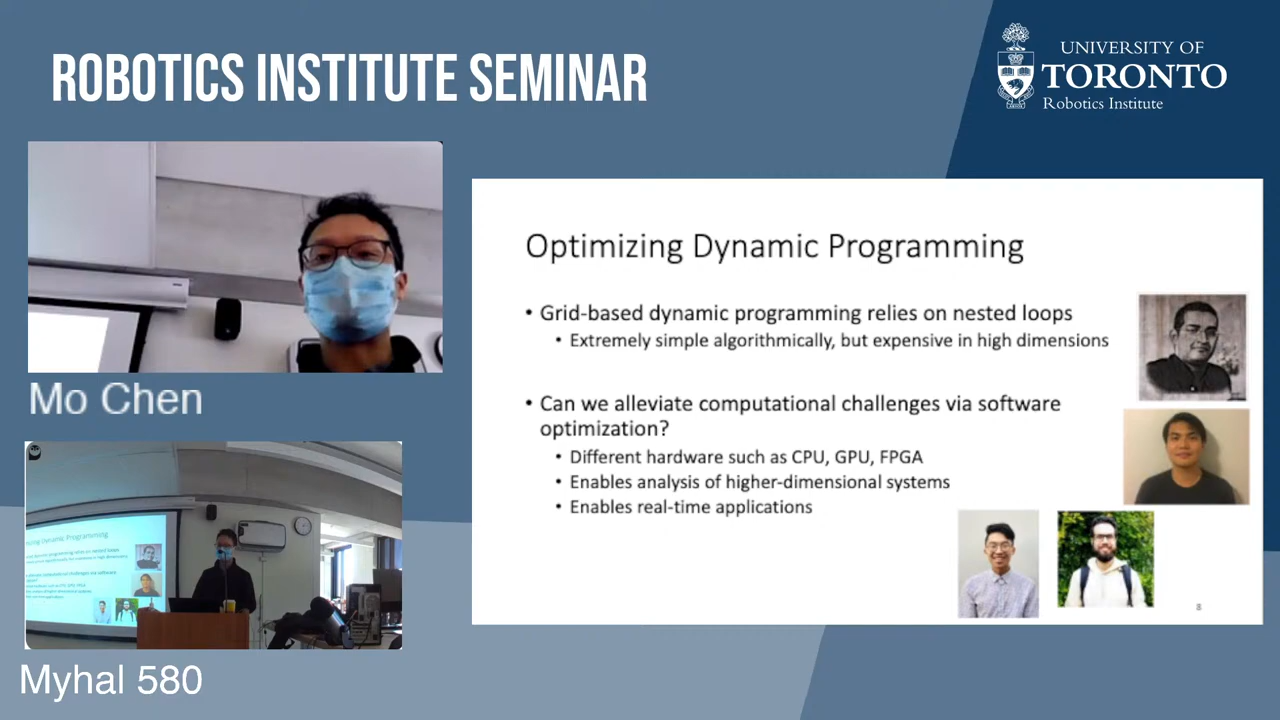 ROBOTICS INSTITUTE SEMINAR
UNIVERSITY OF
TORONTO
Robotics Institute
Mo Chen
Myhal 580
Optimizing Dynamic Programming
• Grid-based dynamic programming relies on nested loops
• Extremely simple algorithmically, but expensive in high dimensions
• Can we alleviate computational challenges via software
optimization?
• Different hardware such as CPU, GPU, FPGA
• Enables analysis of higher-dimensional systems
• Enables real-time applications
8